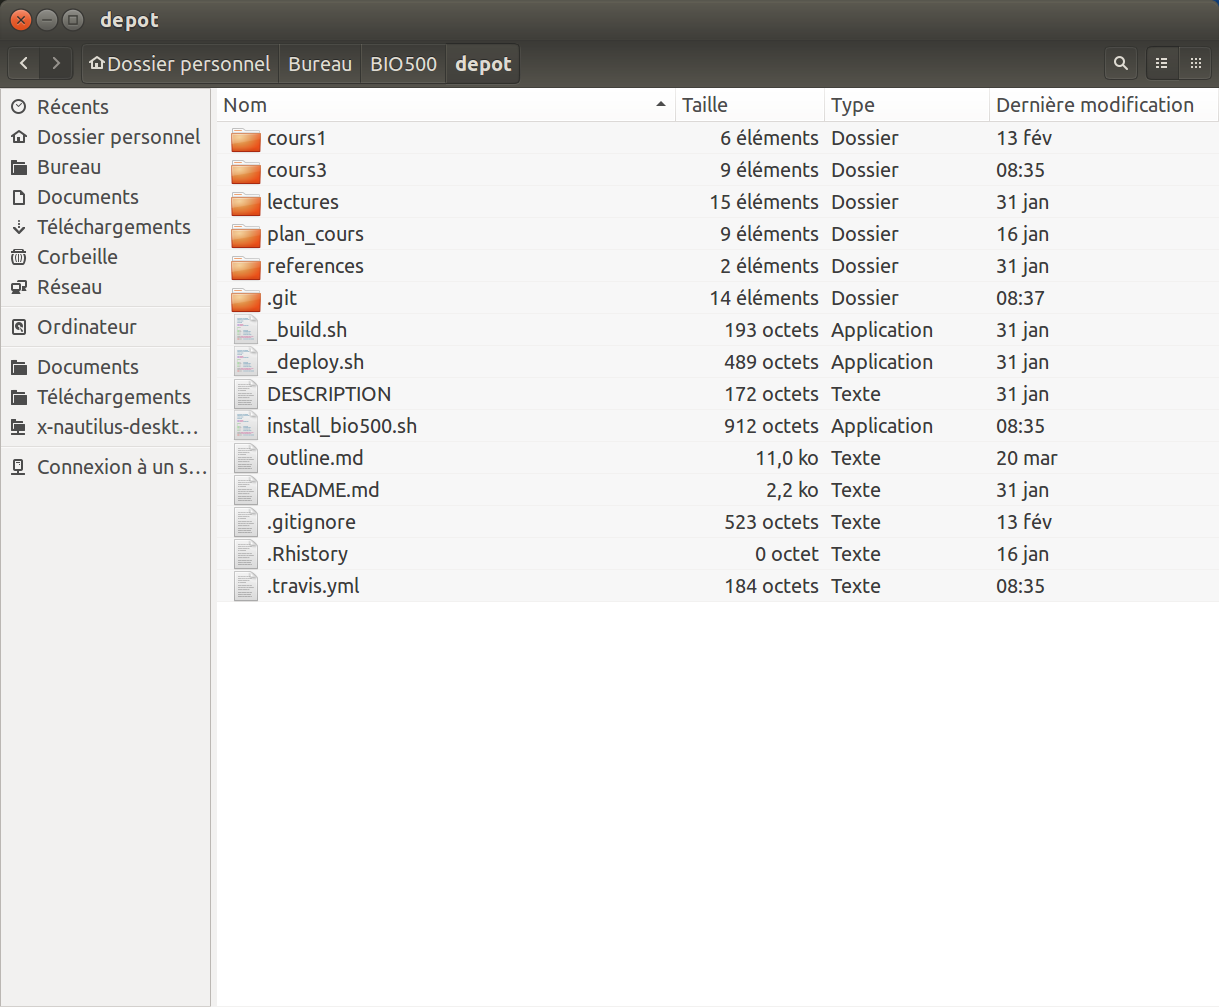 depot
Dossier personnel Bureau BIO500 depot
Récents
Dossier personnel
Bureau
Documents
Téléchargements
Corbeille
Réseau
Ordinateur
Documents
Téléchargements
x-nautilus-deskt...
Connexion à un s...
Nom Taille Type Dernière modification
cours1 6 éléments Dossier 13 fév
cours3 9 éléments Dossier 08:35
lectures 15 éléments Dossier 31 jan
plan_cours 9 éléments Dossier 16 jan
references 2 éléments Dossier 31 jan
.git 14 éléments Dossier 08:37
_build.sh 193 octets Application 31 jan
_deploy.sh 489 octets Application 31 jan
DESCRIPTION 172 octets Texte 31 jan
install_bio500.sh 912 octets Application 08:35
outline.md 11,0 ko Texte 20 mar
README.md 2,2 ko Texte 31 jan
.gitignore 523 octets Texte 13 fév
.Rhistory 0 octet Texte 16 jan
.travis.yml 184 octets Texte 08:35